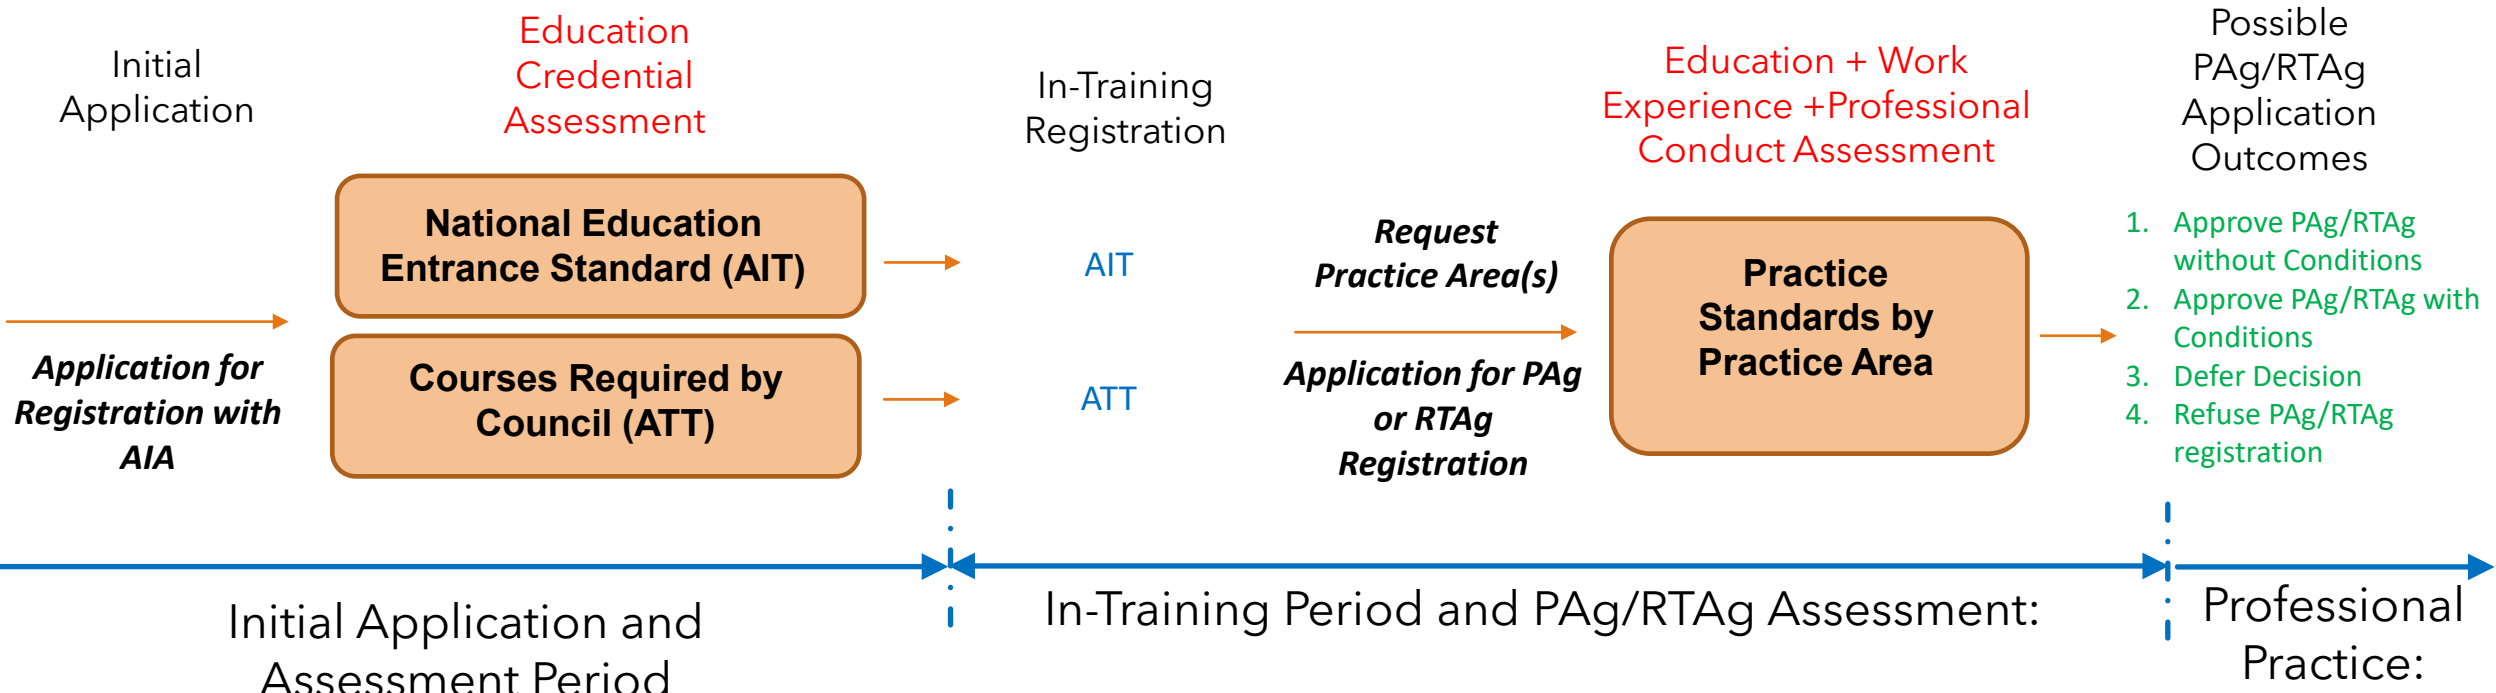 Initial
Application
Education
Credential
Assessment
In-Training
Registration
Education + Work
Experience +Professional
Conduct Assessment
Possible
PAg/RTAg
Application
Outcomes
Application for
Registration with
AIA
National Education
Entrance Standard (AIT)
Courses Required by
Council (ATT)
AIT
ATT
Request
Practice Area(s)
Application for PAg
or RTAg
Registration
Practice
Standards by
Practice Area
1. Approve PAg/RTAg
without Conditions
2. Approve PAg/RTAg with
Conditions
3. Defer Decision
4. Refuse PAg/RTAg
registration
Initial Application and
Assessment Period
In-Training Period and PAg/RTAg Assessment:
Professional
Practice: